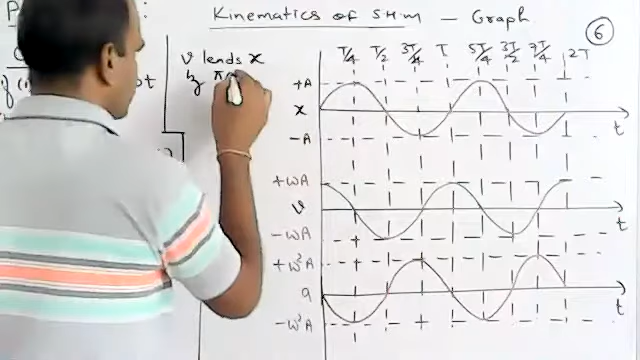 Kinematics of SHM — Graph
6
v leads x
by π
T/4 T/2 3T/4 T 5T/4 3T/2 7T/4 2T
+A
x
-A
t
+ωA
v
-ωA
t
+ω²A
a
-ω²A
t